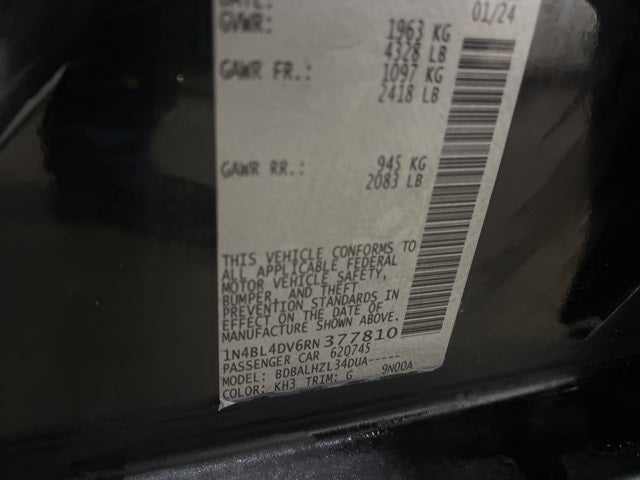 DATE: 01/24
GVWR: 1963 KG
4328 LB
GAWR FR.: 1097 KG
2418 LB
GAWR RR.: 945 KG
2083 LB
THIS VEHICLE CONFORMS TO
ALL APPLICABLE FEDERAL
MOTOR VEHICLE SAFETY,
BUMPER, AND THEFT
PREVENTION STANDARDS IN
EFFECT ON THE DATE OF
MANUFACTURE SHOWN ABOVE.
1N4BL4DV6RN377810
PASSENGER CAR 62074S
MODEL: BDBALHZL34DUA-----
COLOR: KH3 TRIM: G 9N00A